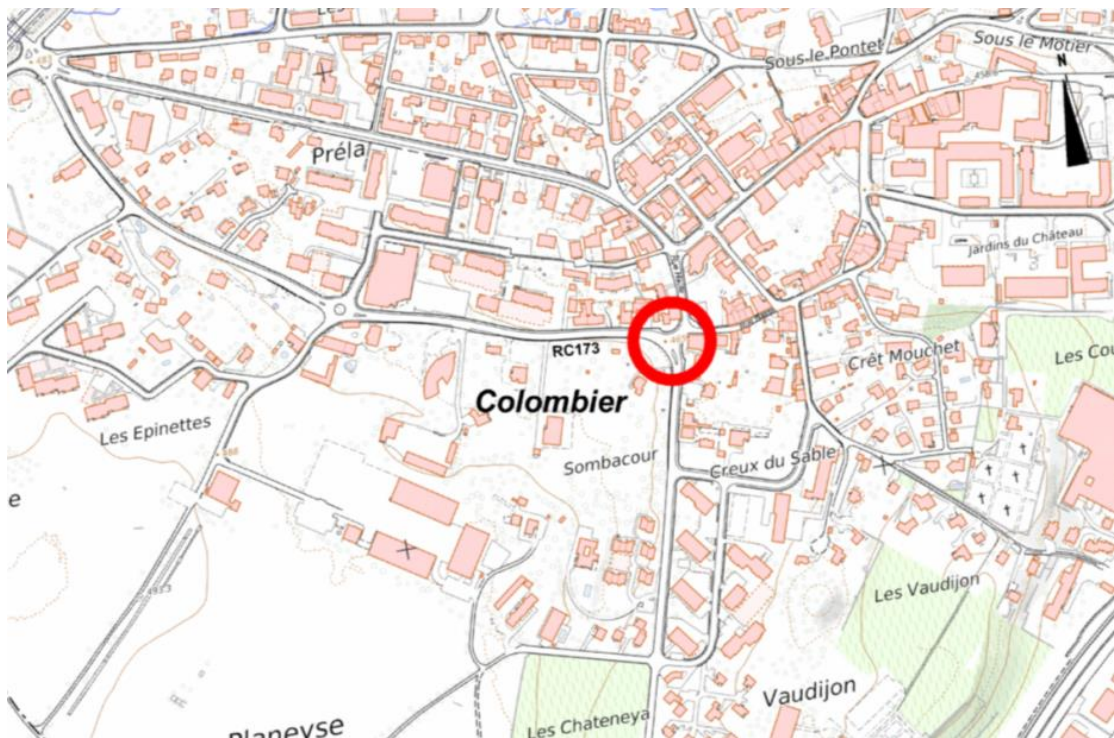 Sous le Pontet
Sous le Motier
N
Préla
Jardins du Château
RC173
Crêt Mouchet
Les Cou
Colombier
Les Epinettes
Sombacour
Creux du Sable
Les Vaudijon
Vaudijon
Les Chateneya
Planeyse